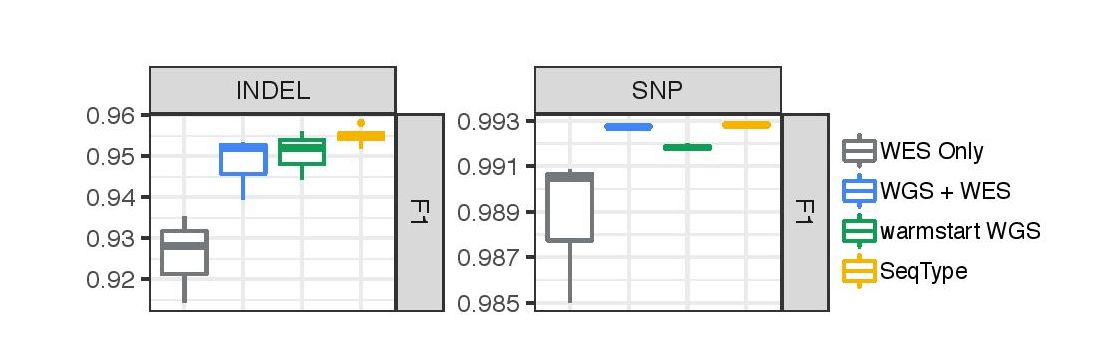 INDEL
SNP
0.96
0.95
0.94
0.93
0.92
F1
0.993
0.991
0.989
0.987
0.985
F1
WES Only
WGS + WES
warmstart WGS
SeqType